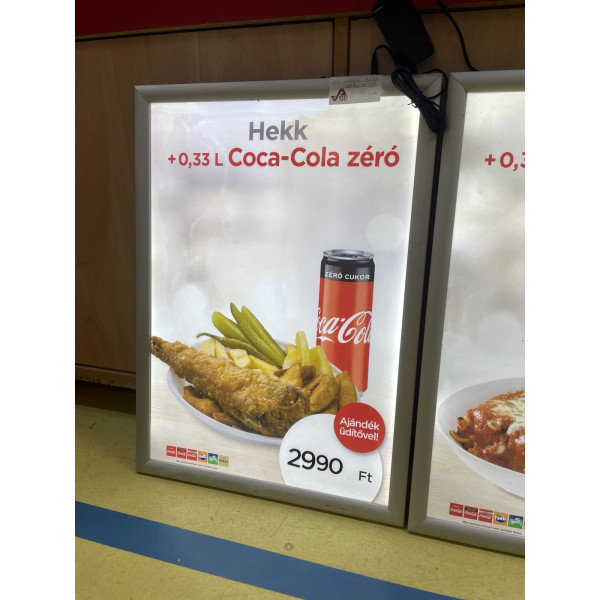 Hekk
+ 0,33 L Coca-Cola zéró
+ 0,3
ZÉRÓ CUKOR
Coca-Cola
Ajándék
üdítővel!
2990 Ft